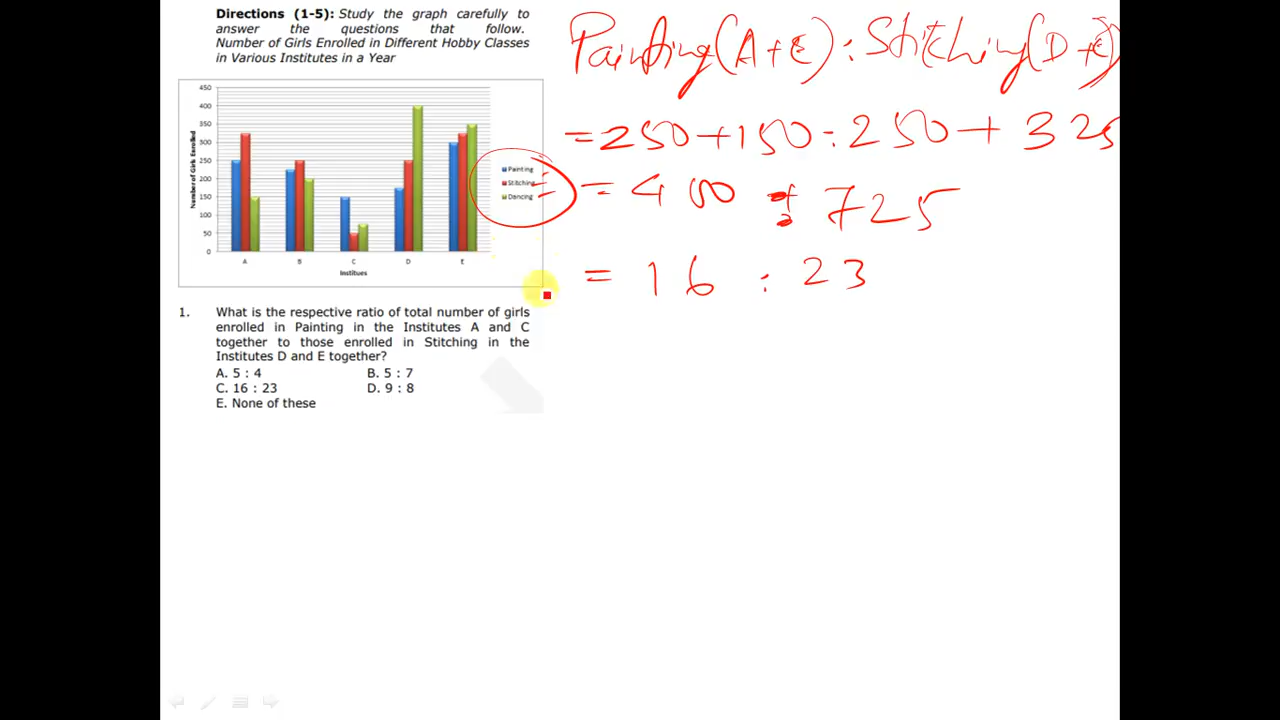 Directions (1-5): Study the graph carefully to
answer the questions that follow.
Number of Girls Enrolled in Different Hobby Classes
in Various Institutes in a Year
450
400
350
300
250
200
150
100
50
0
Number of Girls Enrolled
A B C D E
Institues
Painting
Stitching
Dancing
1. What is the respective ratio of total number of girls
enrolled in Painting in the Institutes A and C
together to those enrolled in Stitching in the
Institutes D and E together?
A. 5 : 4 B. 5 : 7
C. 16 : 23 D. 9 : 8
E. None of these
Painting(A+E) : Stitching(D+E)
=250+150:250+325
=400 : 725
= 16 : 23